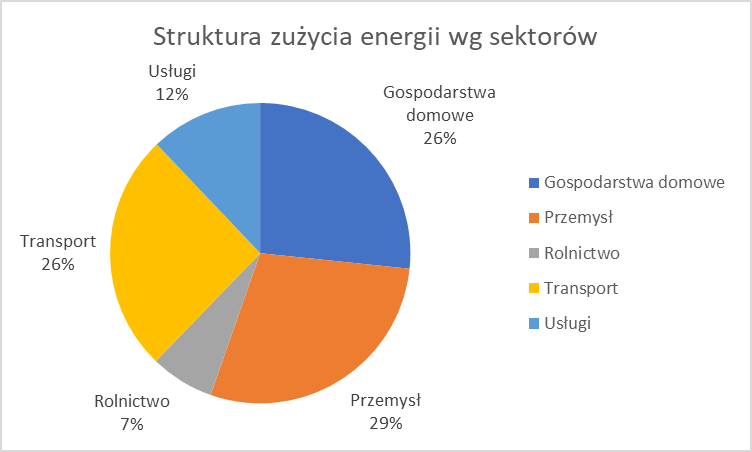 Struktura zużycia energii wg sektorów
Usługi
12%
Gospodarstwa
domowe
26%
Transport
26%
Rolnictwo
7%
Przemysł
29%
Gospodarstwa domowe
Przemysł
Rolnictwo
Transport
Usługi